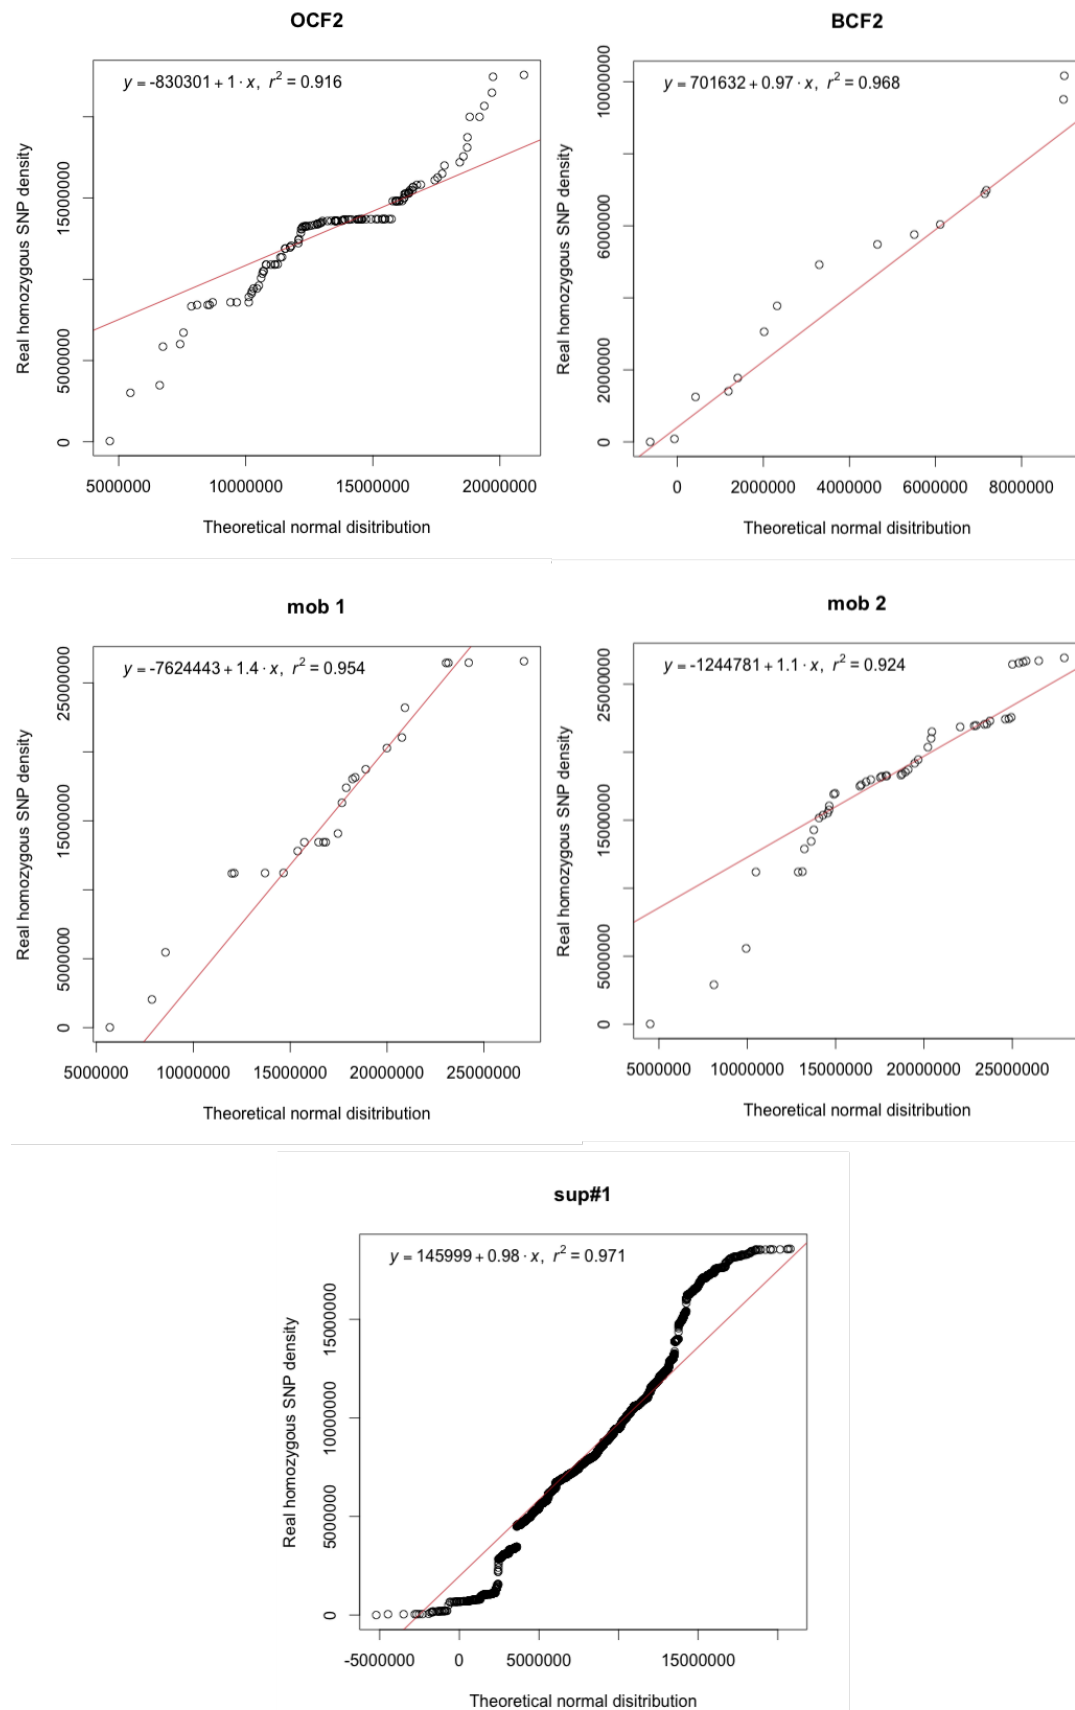 OCF2
y = -830301 + 1 · x, r² = 0.916
Real homozygous SNP density
0
5000000
15000000
5000000 10000000 15000000 20000000
Theoretical normal disitribution
BCF2
y = 701632 + 0.97 · x, r² = 0.968
Real homozygous SNP density
0
2000000
6000000
10000000
0 2000000 4000000 6000000 8000000
Theoretical normal disitribution
mob 1
y = -7624443 + 1.4 · x, r² = 0.954
Real homozygous SNP density
0
5000000
15000000
25000000
5000000 10000000 15000000 20000000 25000000
Theoretical normal disitribution
mob 2
y = -1244781 + 1.1 · x, r² = 0.924
Real homozygous SNP density
0
5000000
15000000
25000000
5000000 10000000 15000000 20000000 25000000
Theoretical normal disitribution
sup#1
y = 145999 + 0.98 · x, r² = 0.971
Real homozygous SNP density
0
5000000
10000000
15000000
-5000000 0 5000000 15000000
Theoretical normal disitribution